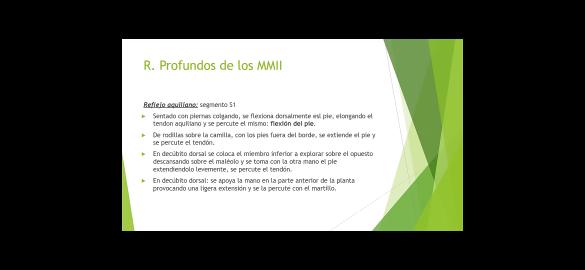 R. Profundos de los MMII
Reflejo aquiliano: segmento S1
Sentado con piernas colgando, se flexiona dorsalmente esl pie, elongando el
tendon aquiliano y se percute el mismo: flexión del pie.
De rodillas sobre la camilla, con los pies fuera del borde, se extiende el pie y
se percute el tendón.
En decúbito dorsal se coloca el miembro inferior a explorar sobre el opuesto
descansando sobre el maléolo y se toma con la otra mano el pie
extendiendolo levemente, se percute el tendón.
En decúbito dorsal: se apoya la mano en la parte anterior de la planta
provocando una ligera extensión y se la percute con el martillo.